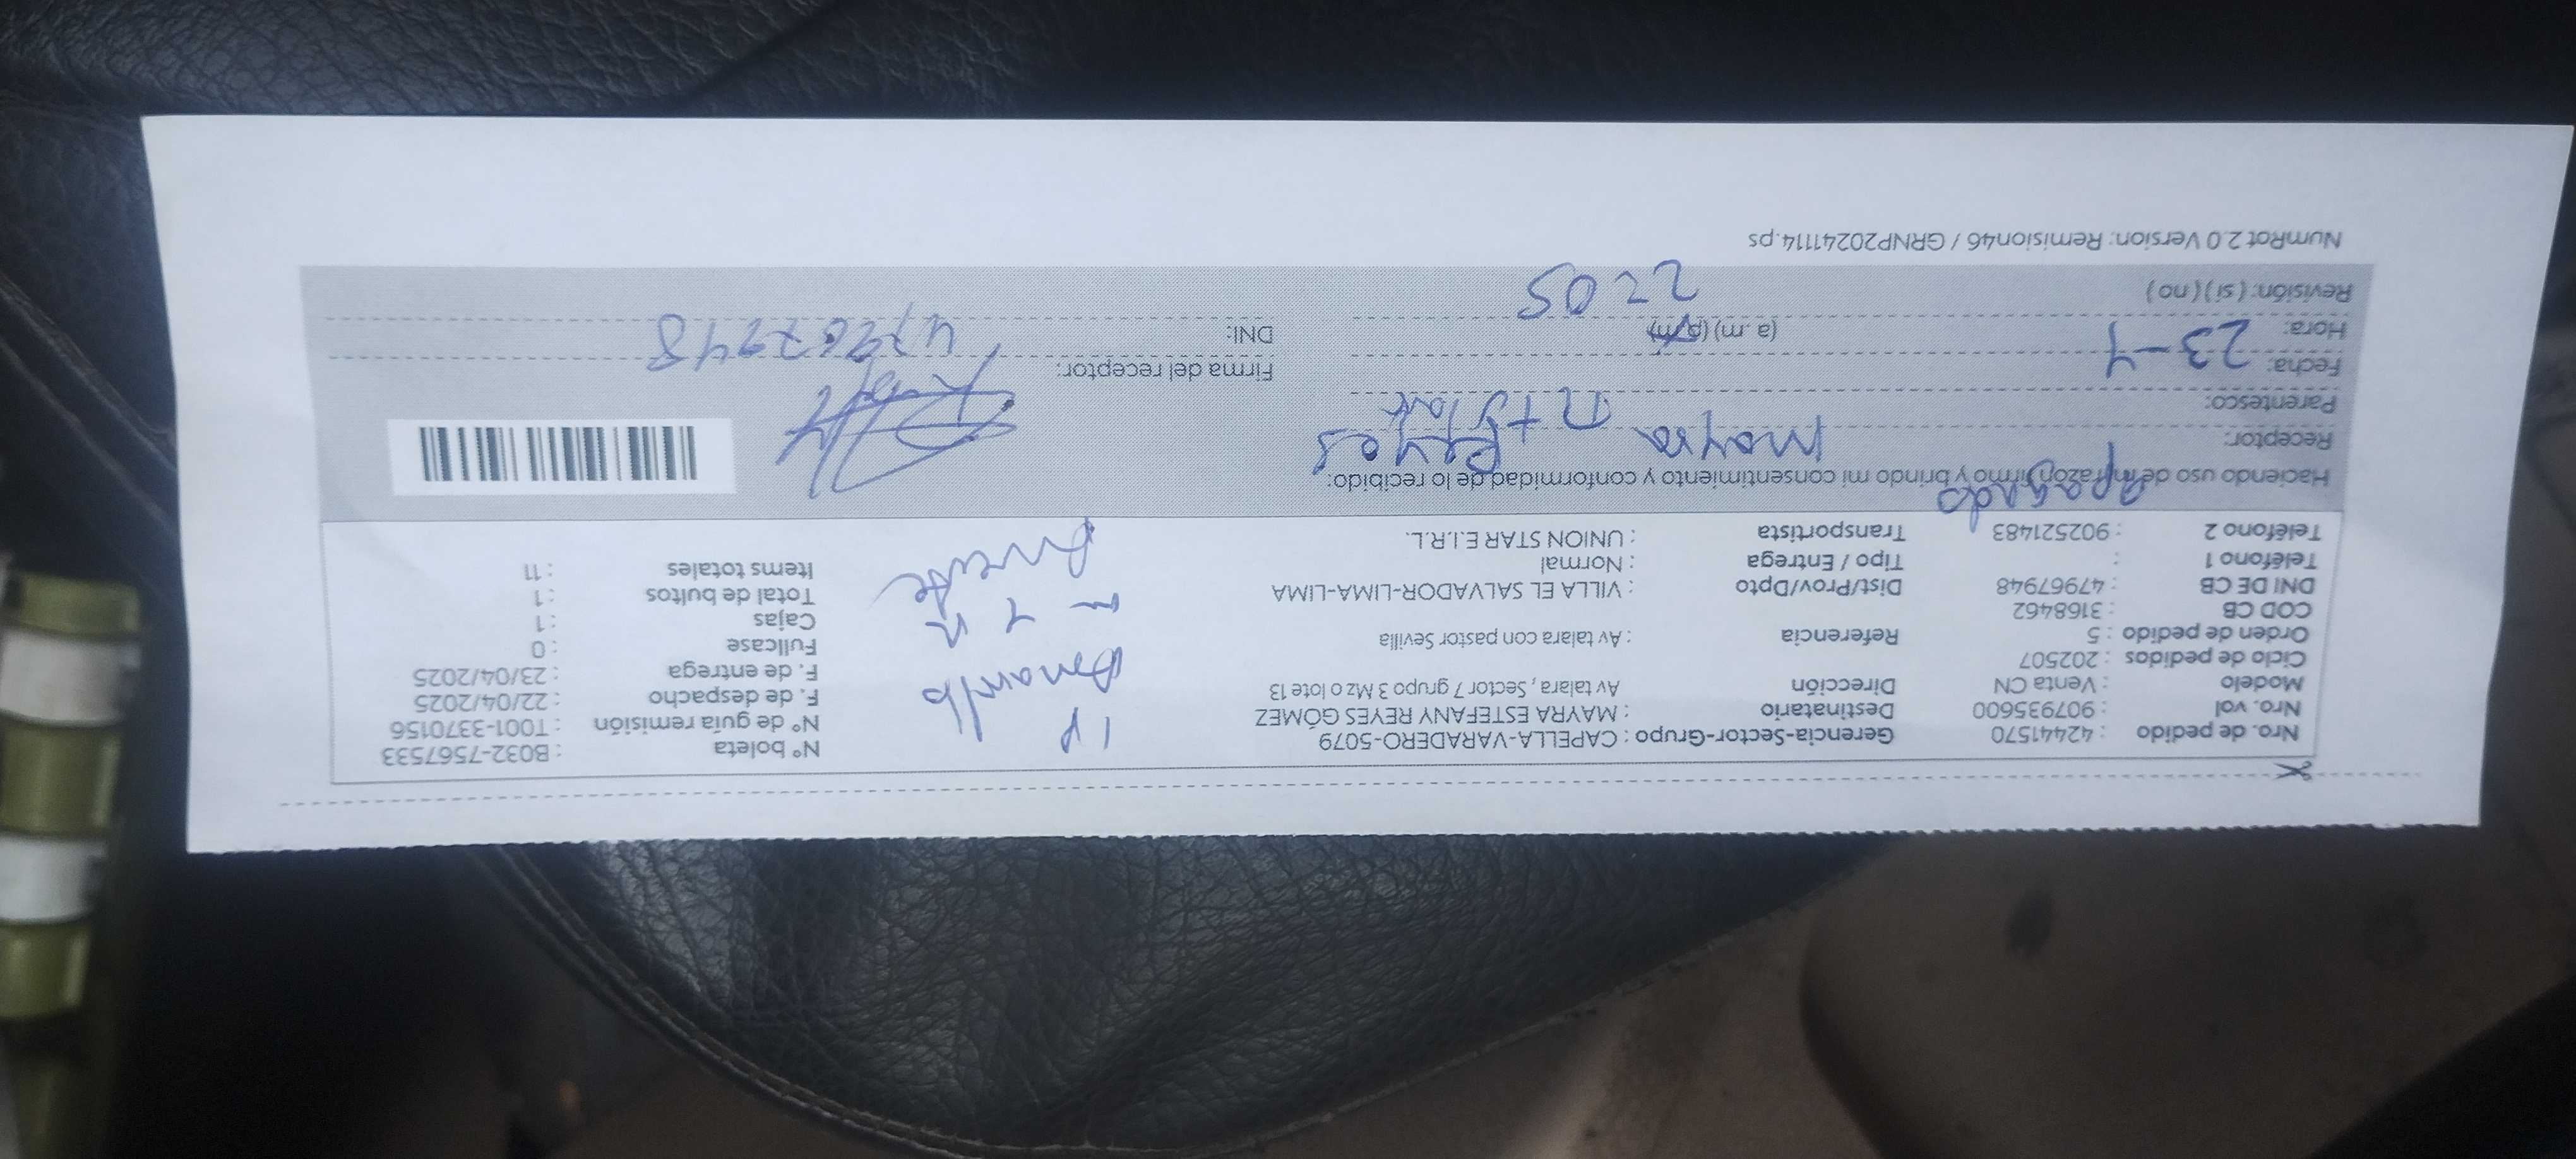 Nro. de pedido : 42441570 Gerencia-Sector-Grupo : CAPELLA-VARADERO-5079 N° boleta : B032-7567533
Nro. vol : 907935600 Destinatario : MAYRA ESTEFANY REYES GÓMEZ N° de guía remisión : T001-3370156
Modelo : Venta CN Dirección Av talara , Sector 7 grupo 3 Mz o lote 13 F. de despacho : 22/04/2025
Ciclo de pedidos : 202507 F. de entrega : 23/04/2025
Orden de pedido : 5 Referencia : Av talara con pastor Sevilla Fullcase : 0
COD CB : 3168462 Cajas : 1
DNI DE CB : 47967948 Dist/Prov/Dpto : VILLA EL SALVADOR-LIMA-LIMA Total de bultos : 1
Teléfono 1 : Tipo / Entrega : Normal Items totales : 11
Teléfono 2 : 902521483 Transportista : UNION STAR E.I.R.L.
1 P
Haciendo uso de mi razón firmo y brindo mi consentimiento y conformidad de lo recibido:
apagado
Receptor: Mayra Reyes
Parentesco:
Fecha: 23-4 Firma del receptor:
Hora: (a. m) (p. m) DNI: 47967948
Revisión: ( sí ) ( no ) 2205
NumRot 2.0 Version: Remision46 / GRNP20241114.ps